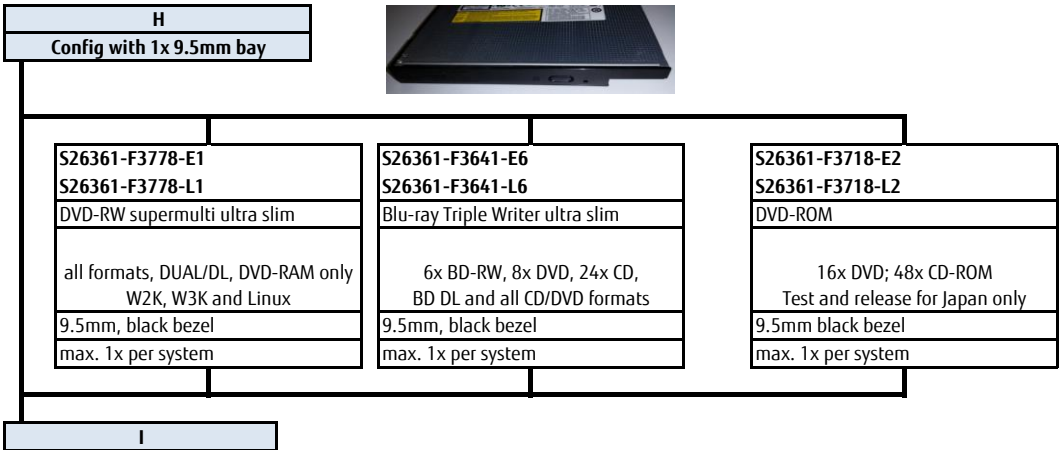 H
Config with 1x 9.5mm bay
S26361-F3778-E1
S26361-F3778-L1
DVD-RW supermulti ultra slim
all formats, DUAL/DL, DVD-RAM only
W2K, W3K and Linux
9.5mm, black bezel
max. 1x per system
S26361-F3641-E6
S26361-F3641-L6
Blu-ray Triple Writer ultra slim
6x BD-RW, 8x DVD, 24x CD,
BD DL and all CD/DVD formats
9.5mm, black bezel
max. 1x per system
S26361-F3718-E2
S26361-F3718-L2
DVD-ROM
16x DVD; 48x CD-ROM
Test and release for Japan only
9.5mm black bezel
max. 1x per system
I